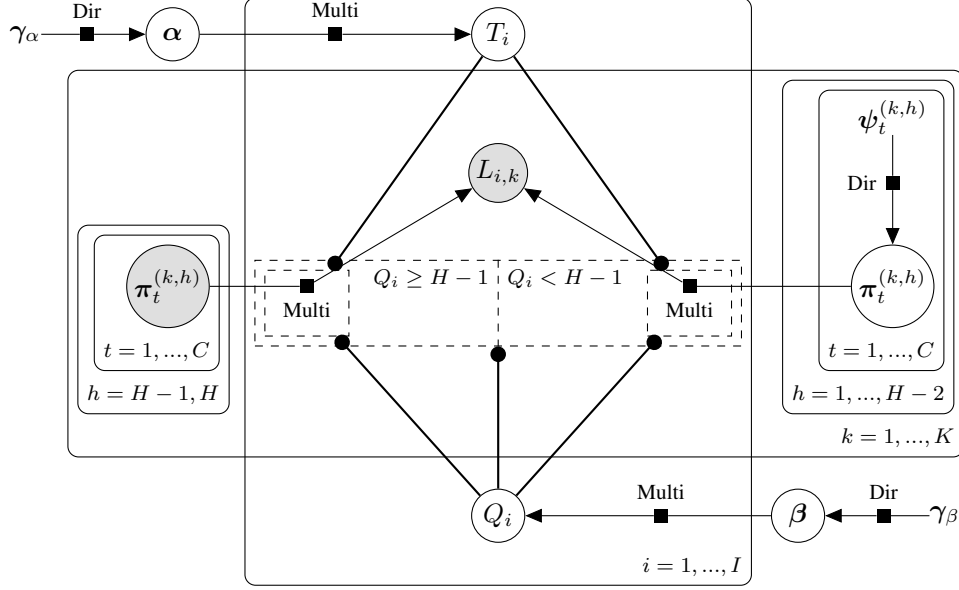 Dir
Multi
γ_α
α
T_i
ψ_t^{(k,h)}
L_{i,k}
Dir
Q_i ≥ H − 1
Q_i < H − 1
π_t^{(k,h)}
Multi
Multi
π_t^{(k,h)}
t = 1, ..., C
t = 1, ..., C
h = H − 1, H
h = 1, ..., H − 2
k = 1, ..., K
Multi
Dir
Q_i
β
γ_β
i = 1, ..., I